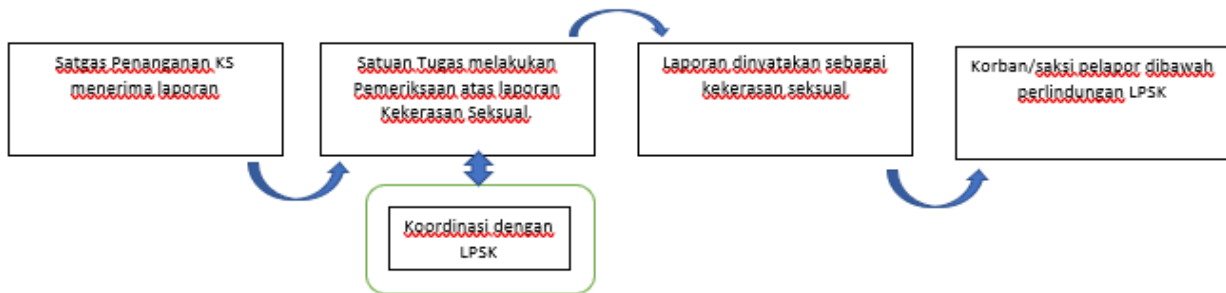 Satgas Penanganan KS
menerima laporan
Satuan Tugas melakukan
Pemeriksaan atas laporan
Kekerasan Seksual.
Laporan dinyatakan sebagai
kekerasan seksual
Korban/saksi pelapor dibawah
perlindungan LPSK
Koordinasi dengan
LPSK